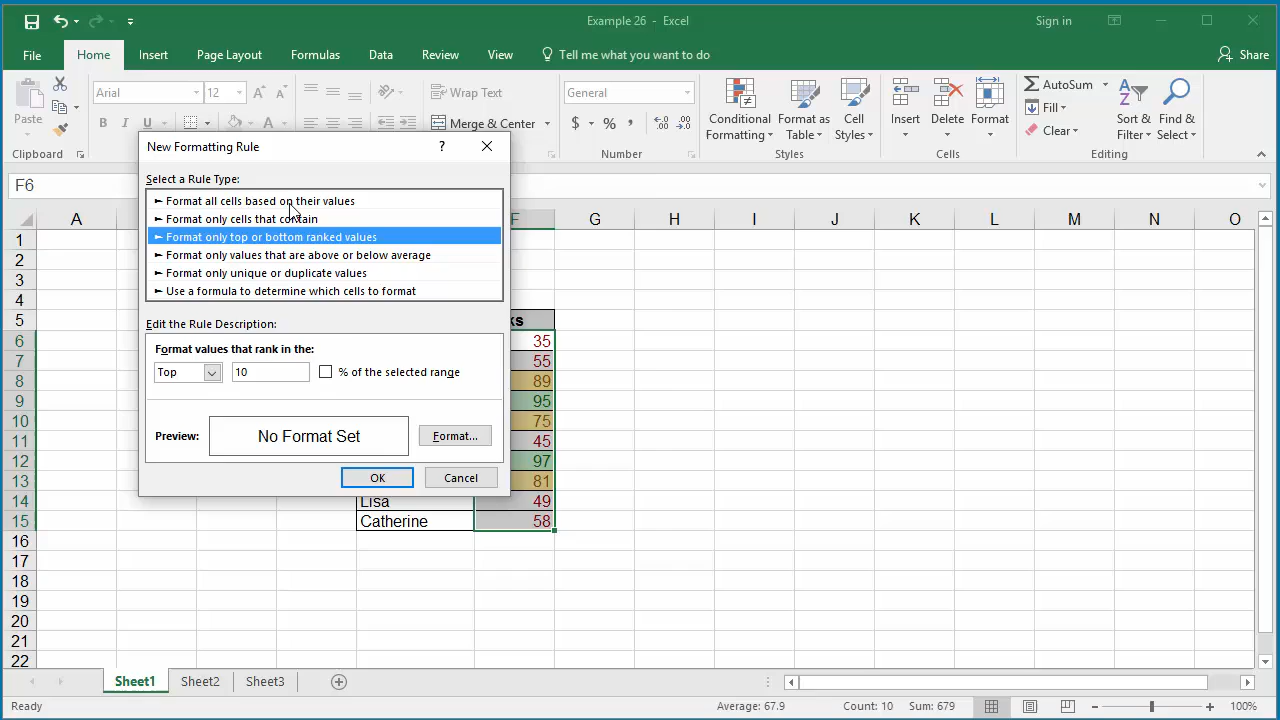 Example 26 - Excel
Sign in
File Home Insert Page Layout Formulas Data Review View Tell me what you want to do Share
Paste
Clipboard
Arial 12
B I U A
Wrap Text
Merge & Center
General
$ % ,
Number
Conditional Formatting
Format as Table
Cell Styles
Styles
Insert
Delete
Format
Cells
AutoSum
Fill
Clear
Sort & Filter
Find & Select
Editing
F6
New Formatting Rule
?
Select a Rule Type:
► Format all cells based on their values
► Format only cells that contain
► Format only top or bottom ranked values
► Format only values that are above or below average
► Format only unique or duplicate values
► Use a formula to determine which cells to format
Edit the Rule Description:
Format values that rank in the:
Top 10 % of the selected range
Preview: No Format Set Format...
OK Cancel
A F G H I J K L M N O
1
2
3
4
5 ks
6 35
7 55
8 89
9 95
10 75
11 45
12 97
13 81
14 Lisa 49
15 Catherine 58
16
17
18
19
20
21
22
Sheet1 Sheet2 Sheet3
Ready Average: 67.9 Count: 10 Sum: 679 100%